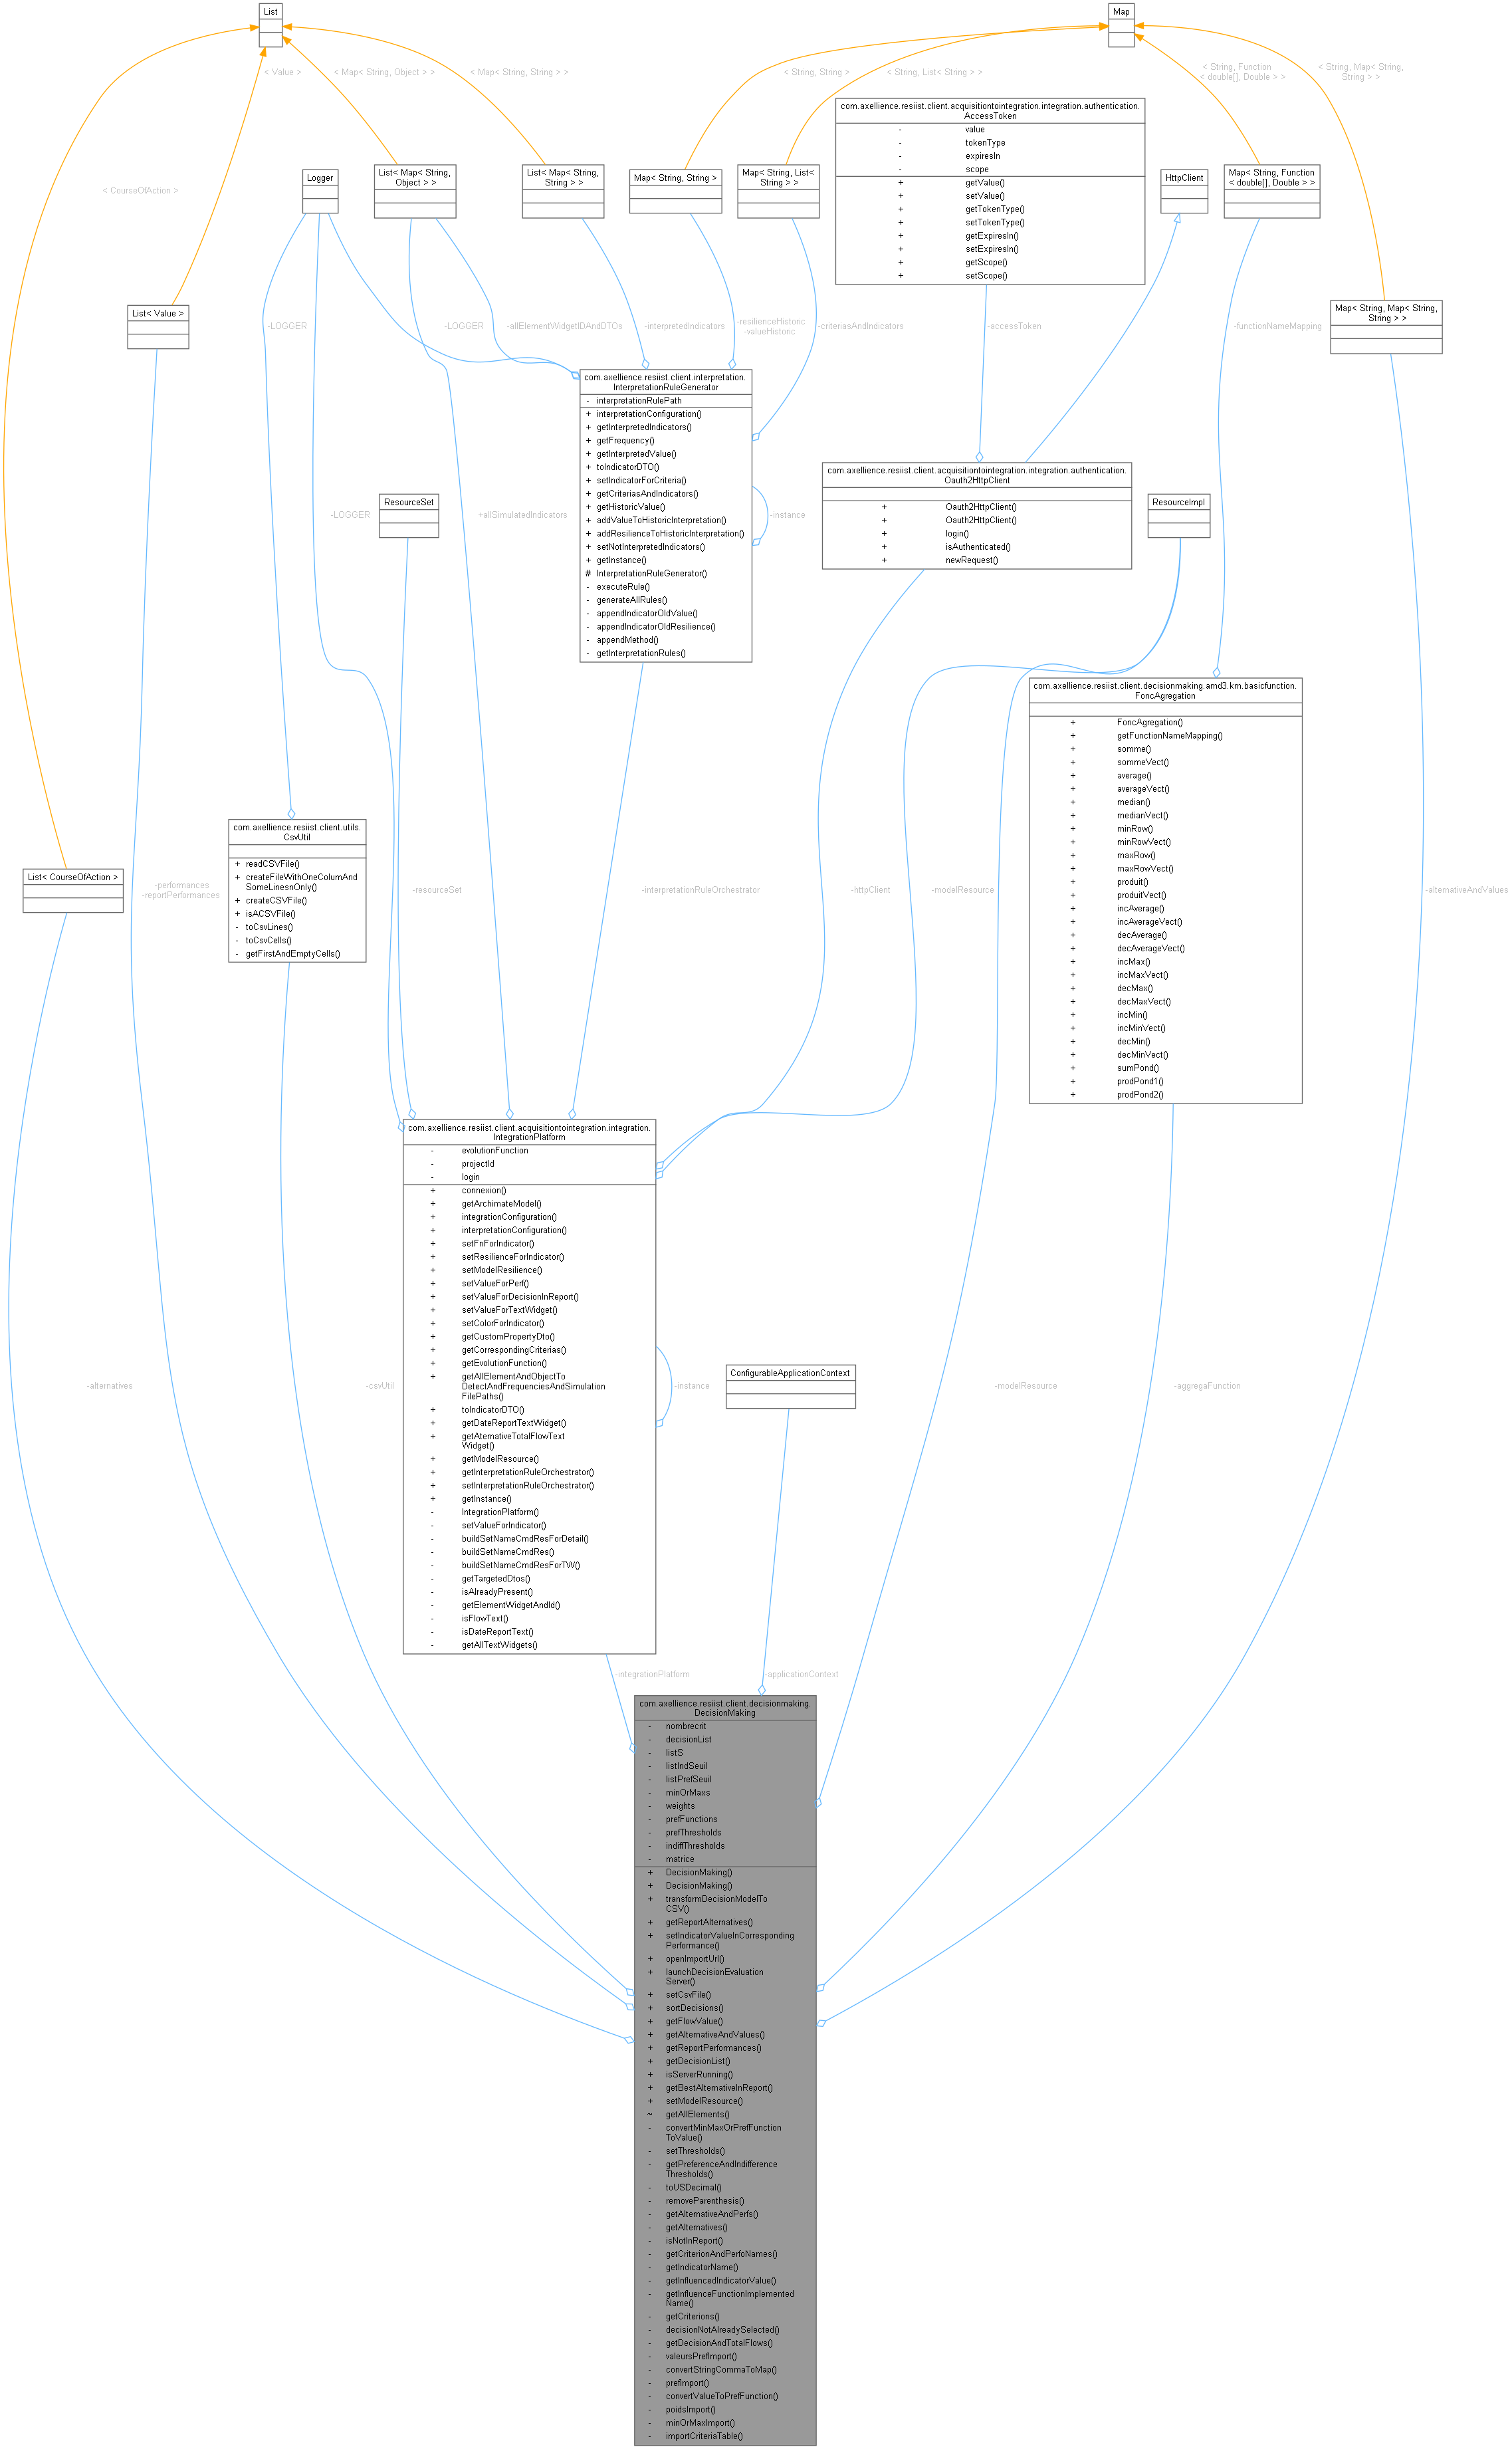 List
Map
< Value >
< Map< String, Object > >
< Map< String, String > >
< String, String >
< String, List< String > >
< String, Function
< double[], Double > >
< String, Map< String,
String > >
com.axellience.resiist.client.acquisitiontointegration.integration.authentication.
AccessToken
- value
- tokenType
- expiresIn
- scope
+ getValue()
+ setValue()
+ getTokenType()
+ setTokenType()
+ getExpiresIn()
+ setExpiresIn()
+ getScope()
+ setScope()
< CourseOfAction >
Logger
List< Map< String,
Object > >
List< Map< String,
String > >
Map< String, String >
Map< String, List<
String > >
HttpClient
Map< String, Function
< double[], Double > >
List< Value >
Map< String, Map< String,
String > >
-LOGGER
-LOGGER
-allElementWidgetIDAndDTOs
-interpretedIndicators
-resilienceHistoric
-valueHistoric
-criteriasAndIndicators
-accessToken
-functionNameMapping
com.axellience.resiist.client.interpretation.
InterpretationRuleGenerator
- interpretationRulePath
+ interpretationConfiguration()
+ getInterpretedIndicators()
+ getFrequency()
+ getInterpretedValue()
+ toIndicatorDTO()
+ setIndicatorForCriteria()
+ getCriteriasAndIndicators()
+ getHistoricValue()
+ addValueToHistoricInterpretation()
+ addResilienceToHistoricInterpretation()
+ setNotInterpretedIndicators()
+ getInstance()
# InterpretationRuleGenerator()
- executeRule()
- generateAllRules()
- appendIndicatorOldValue()
- appendIndicatorOldResilience()
- appendMethod()
- getInterpretationRules()
-instance
com.axellience.resiist.client.acquisitiontointegration.integration.authentication.
Oauth2HttpClient
+ Oauth2HttpClient()
+ Oauth2HttpClient()
+ login()
+ isAuthenticated()
+ newRequest()
ResourceSet
ResourceImpl
-LOGGER
+allSimulatedIndicators
com.axellience.resiist.client.decisionmaking.amd3.km.basicfunction.
FoncAgregation
+ FoncAgregation()
+ getFunctionNameMapping()
+ somme()
+ sommeVect()
+ average()
+ averageVect()
+ median()
+ medianVect()
+ minRow()
+ minRowVect()
+ maxRow()
+ maxRowVect()
+ produit()
+ produitVect()
+ incAverage()
+ incAverageVect()
+ decAverage()
+ decAverageVect()
+ incMax()
+ incMaxVect()
+ decMax()
+ decMaxVect()
+ incMin()
+ incMinVect()
+ decMin()
+ decMinVect()
+ sumPond()
+ prodPond1()
+ prodPond2()
com.axellience.resiist.client.utils.
CsvUtil
+ readCSVFile()
+ createFileWithOneColumAnd
SomeLinesnOnly()
+ createCSVFile()
+ isACSVFile()
- toCsvLines()
- toCsvCells()
- getFirstAndEmptyCells()
List< CourseOfAction >
-performances
-reportPerformances
-resourceSet
-interpretationRuleOrchestrator
-httpClient
-modelResource
-alternativeAndValues
com.axellience.resiist.client.acquisitiontointegration.integration.
IntegrationPlatform
- evolutionFunction
- projectId
- login
+ connexion()
+ getArchimateModel()
+ integrationConfiguration()
+ interpretationConfiguration()
+ setFnForIndicator()
+ setResilienceForIndicator()
+ setModelResilience()
+ setValueForPerf()
+ setValueForDecisionInReport()
+ setValueForTextWidget()
+ setColorForIndicator()
+ getCustomPropertyDto()
+ getCorrespondingCriterias()
+ getEvolutionFunction()
+ getAllElementAndObjectTo
DetectAndFrequenciesAndSimulation
FilePaths()
+ toIndicatorDTO()
+ getDateReportTextWidget()
+ getAternativeTotalFlowText
Widget()
+ getModelResource()
+ getInterpretationRuleOrchestrator()
+ setInterpretationRuleOrchestrator()
+ getInstance()
- IntegrationPlatform()
- setValueForIndicator()
- buildSetNameCmdResForDetail()
- buildSetNameCmdRes()
- buildSetNameCmdResForTW()
- getTargetedDtos()
- isAlreadyPresent()
- getElementWidgetAndId()
- isFlowText()
- isDateReportText()
- getAllTextWidgets()
-alternatives
-csvUtil
-instance
ConfigurableApplicationContext
-modelResource
-aggregaFunction
-integrationPlatform
-applicationContext
com.axellience.resiist.client.decisionmaking.
DecisionMaking
- nombrecrit
- decisionList
- listS
- listIndSeuil
- listPrefSeuil
- minOrMaxs
- weights
- prefFunctions
- prefThresholds
- indiffThresholds
- matrice
+ DecisionMaking()
+ DecisionMaking()
+ transformDecisionModelTo
CSV()
+ getReportAlternatives()
+ setIndicatorValueInCorresponding
Performance()
+ openImportUrl()
+ launchDecisionEvaluation
Server()
+ setCsvFile()
+ sortDecisions()
+ getFlowValue()
+ getAlternativeAndValues()
+ getReportPerformances()
+ getDecisionList()
+ isServerRunning()
+ getBestAlternativeInReport()
+ setModelResource()
~ getAllElements()
- convertMinMaxOrPrefFunction
ToValue()
- setThresholds()
- getPreferenceAndIndifference
Thresholds()
- toUSDecimal()
- removeParenthesis()
- getAlternativeAndPerfs()
- getAlternatives()
- isNotInReport()
- getCriterionAndPerfoNames()
- getIndicatorName()
- getInfluencedIndicatorValue()
- getInfluenceFunctionImplemented
Name()
- getCriterions()
- decisionNotAlreadySelected()
- getDecisionAndTotalFlows()
- valeursPrefImport()
- convertStringCommaToMap()
- prefImport()
- convertValueToPrefFunction()
- poidsImport()
- minOrMaxImport()
- importCriteriaTable()